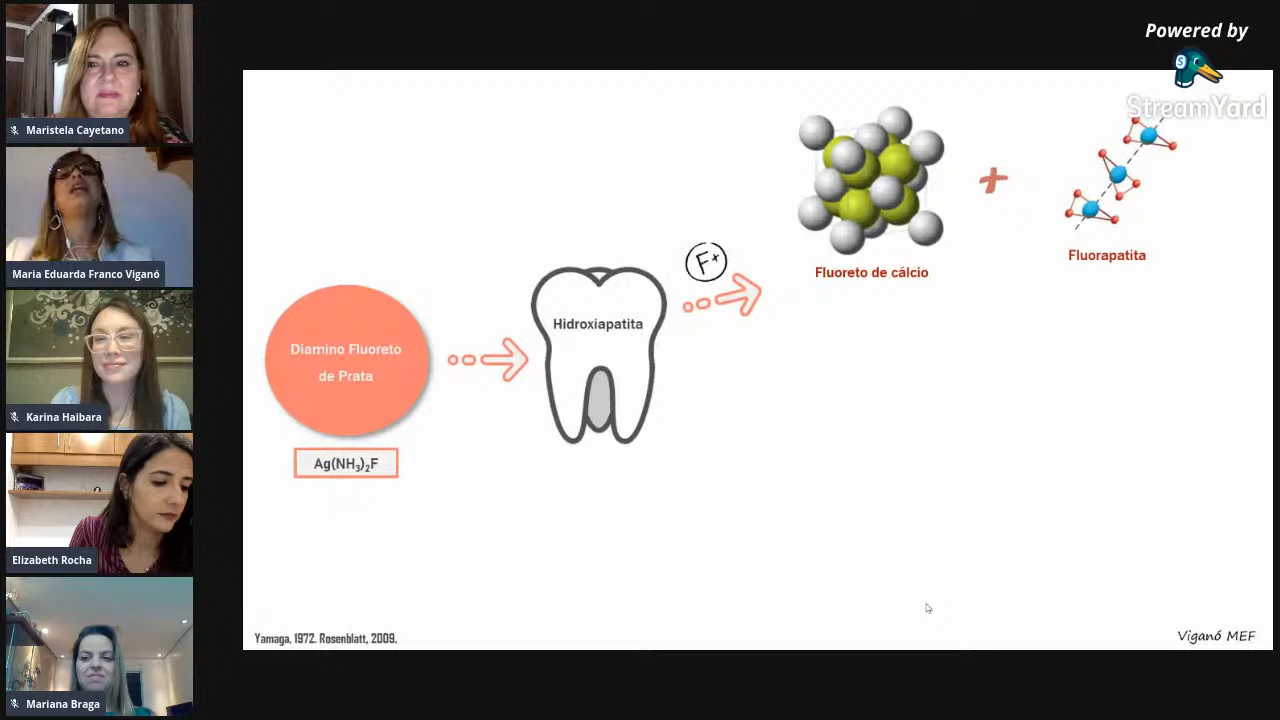 Maristela Cayetano
Maria Eduarda Franco Viganó
Karina Haibara
Elizabeth Rocha
Mariana Braga
Powered by
S
StreamYard
Diamino Fluoreto
de Prata
Ag(NH₃)₂F
Hidroxiapatita
F⁺
Fluoreto de cálcio
+
Fluorapatita
Yamaga, 1972. Rosenblatt, 2009.
Viganó MEF